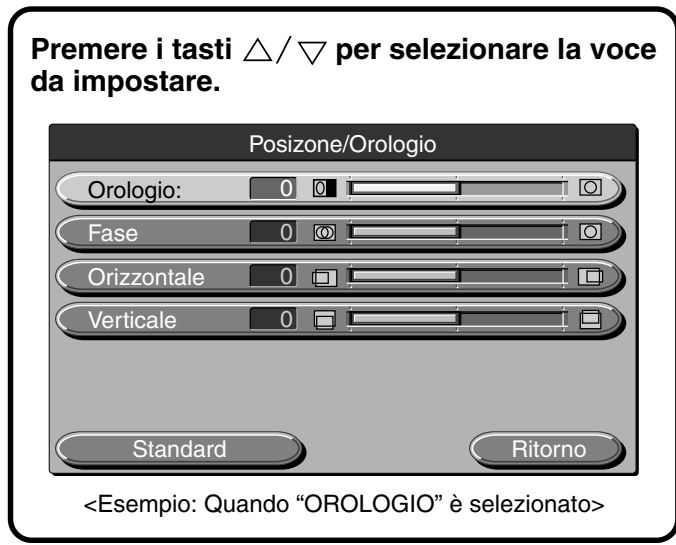 Premere i tasti △/▽ per selezionare la voce
da impostare.
Posizone/Orologio
Orologio: 0
Fase 0
Orizzontale 0
Verticale 0
Standard Ritorno
<Esempio: Quando “OROLOGIO” è selezionato>